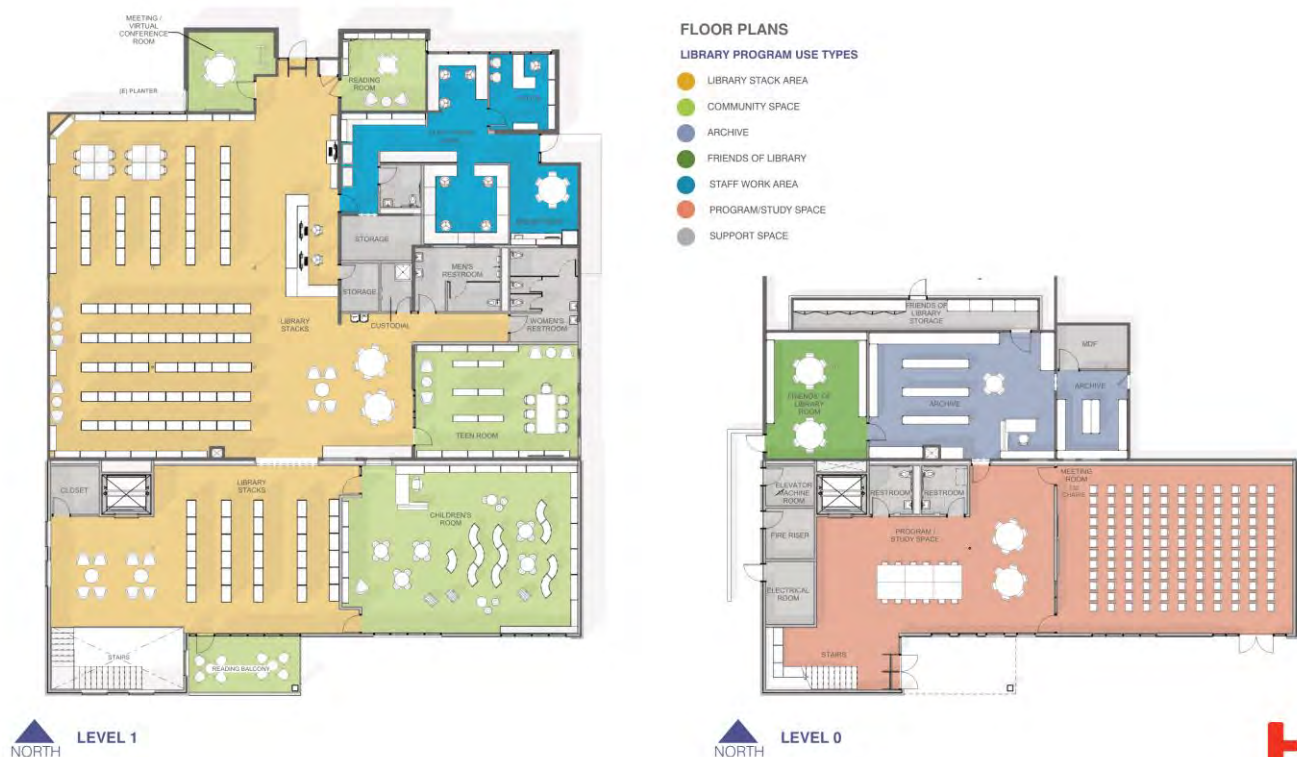 MEETING /
VIRTUAL
CONFERENCE
ROOM
(E) PLANTER
READING
ROOM
STORAGE
STORAGE
MEN'S
RESTROOM
CUSTODIAL
WOMEN'S
RESTROOM
LIBRARY
STACKS
TEEN ROOM
CLOSET
LIBRARY
STACKS
CHILDREN'S
ROOM
STAIRS
READING BALCONY
NORTH
LEVEL 1
FLOOR PLANS
LIBRARY PROGRAM USE TYPES
LIBRARY STACK AREA
COMMUNITY SPACE
ARCHIVE
FRIENDS OF LIBRARY
STAFF WORK AREA
PROGRAM/STUDY SPACE
SUPPORT SPACE
FRIENDS OF
LIBRARY
STORAGE
MDF
FRIENDS OF
LIBRARY
ROOM
ARCHIVE
ARCHIVE
ELEVATOR
MACHINE
ROOM
RESTROOM
RESTROOM
MEETING
ROOM
CHAIRS
FIRE RISER
PROGRAM /
STUDY SPACE
ELECTRICAL
ROOM
STAIRS
NORTH
LEVEL 0